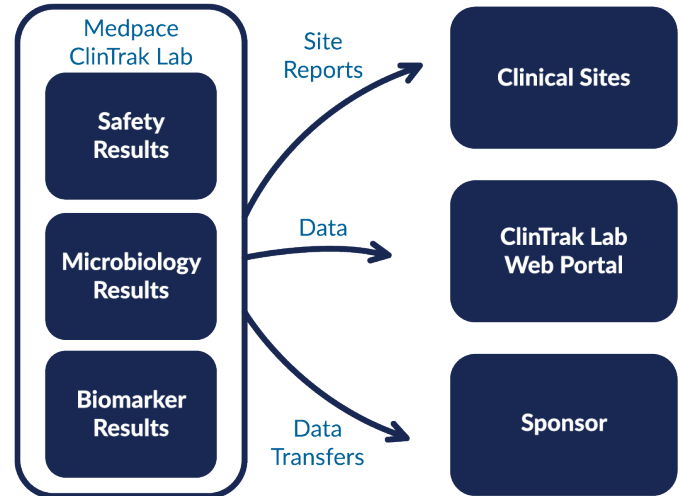 Medpace
ClinTrak Lab
Safety
Results
Microbiology
Results
Biomarker
Results
Site
Reports
Data
Data
Transfers
Clinical Sites
ClinTrak Lab
Web Portal
Sponsor